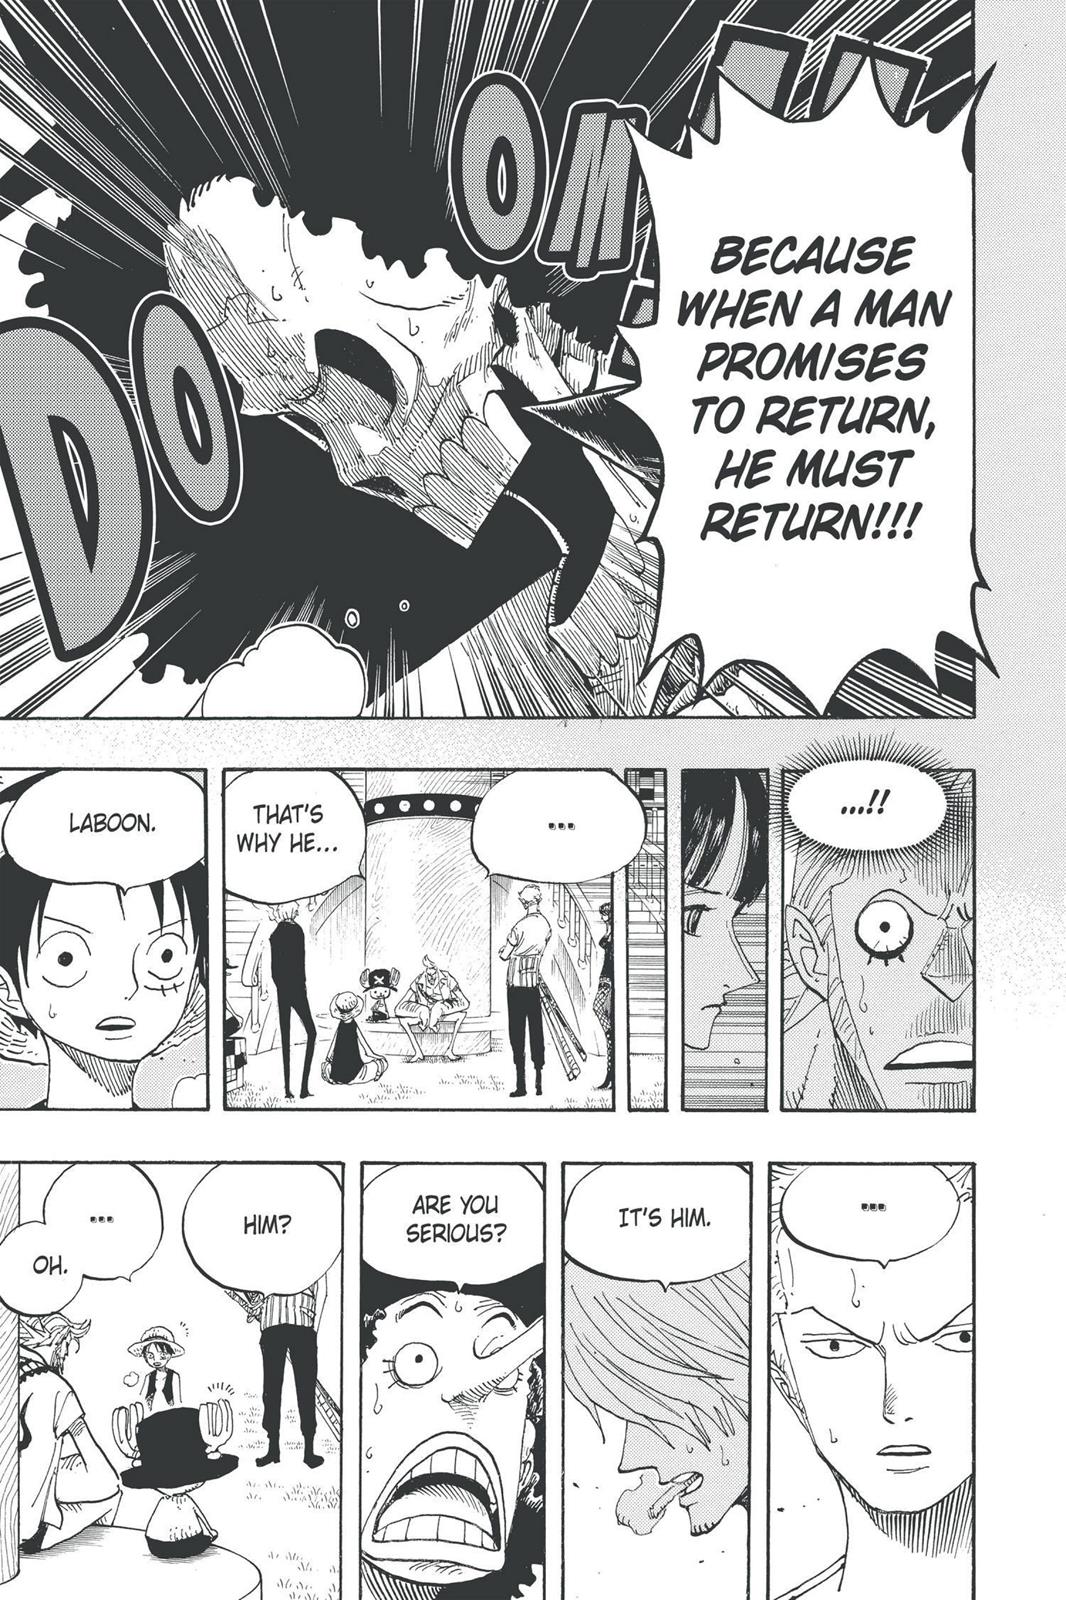 BECAUSE
WHEN A MAN
PROMISES
TO RETURN,
HE MUST
RETURN!!!
DOOM
...!!
...
THAT'S
WHY HE...
LABOON.
...
IT'S HIM.
ARE YOU
SERIOUS?
HIM?
...
OH.